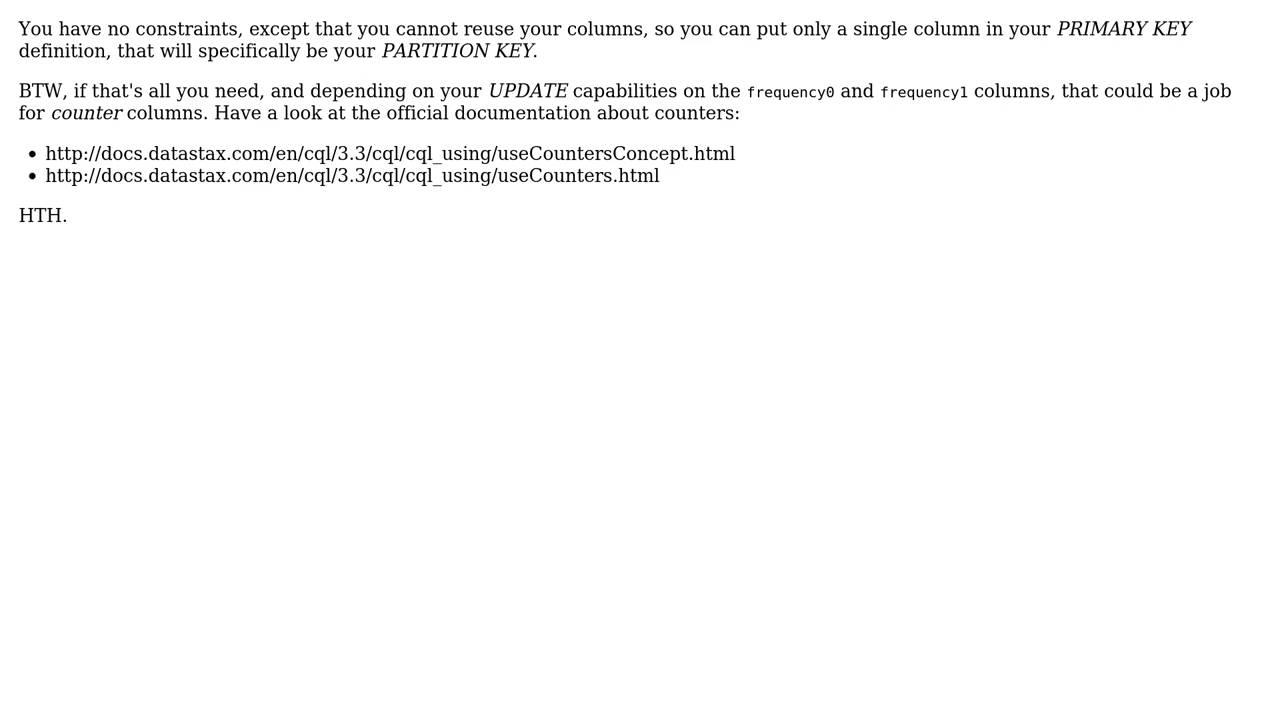 You have no constraints, except that you cannot reuse your columns, so you can put only a single column in your PRIMARY KEY
definition, that will specifically be your PARTITION KEY.
BTW, if that's all you need, and depending on your UPDATE capabilities on the frequency0 and frequency1 columns, that could be a job
for counter columns. Have a look at the official documentation about counters:
• http://docs.datastax.com/en/cql/3.3/cql/cql_using/useCountersConcept.html
• http://docs.datastax.com/en/cql/3.3/cql/cql_using/useCounters.html
HTH.